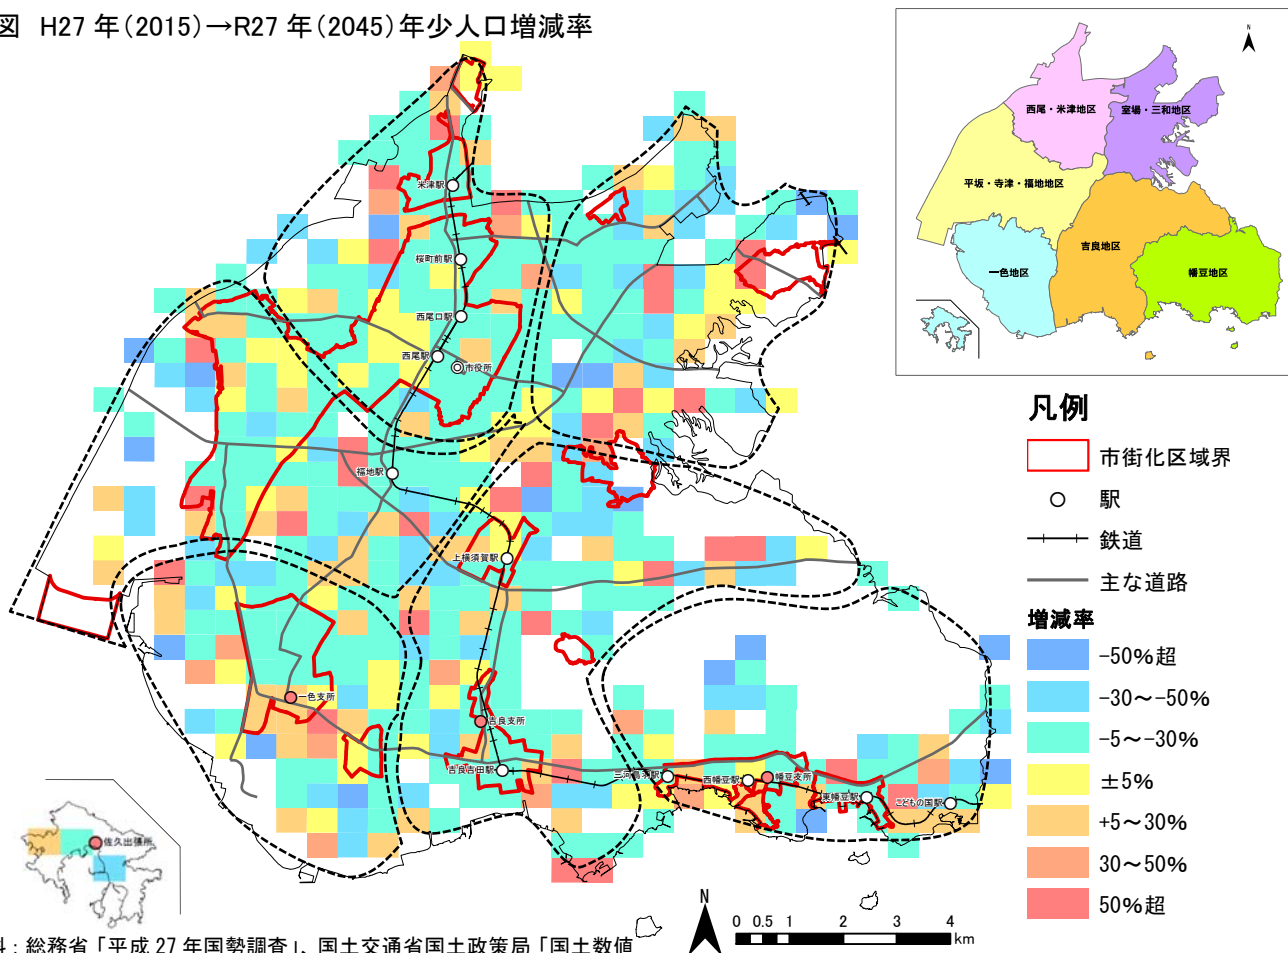 図 H27年(2015)→R27年(2045)年少人口増減率
N
西尾・米津地区
室場・三和地区
平坂・寺津・福地地区
吉良地区
一色地区
幡豆地区
米津駅
桜町前駅
西尾口駅
西尾駅
市役所
福地駅
上横須賀駅
一色支所
吉良支所
吉良吉田駅
三河鳥羽駅
西幡豆駅
幡豆支所
東幡豆駅
こどもの国駅
佐久出張所
凡例
市街化区域界
駅
鉄道
主な道路
増減率
-50%超
-30～-50%
-5～-30%
±5%
+5～30%
30～50%
50%超
N
0 0.5 1 2 3 4
km
料：総務省「平成27年国勢調査」、国土交通省国土政策局「国土数値